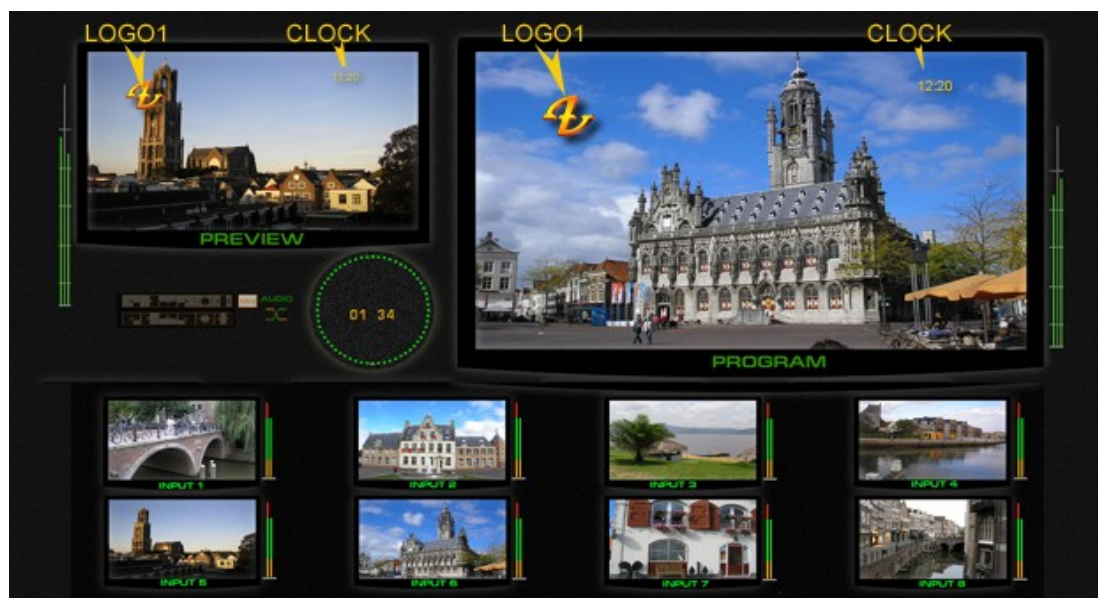 LOGO1 CLOCK LOGO1 CLOCK
12:20
12:20
PREVIEW
AUDIO
01 34
PROGRAM
INPUT 1 INPUT 2 INPUT 3 INPUT 4
INPUT 5 INPUT 6 INPUT 7 INPUT 8